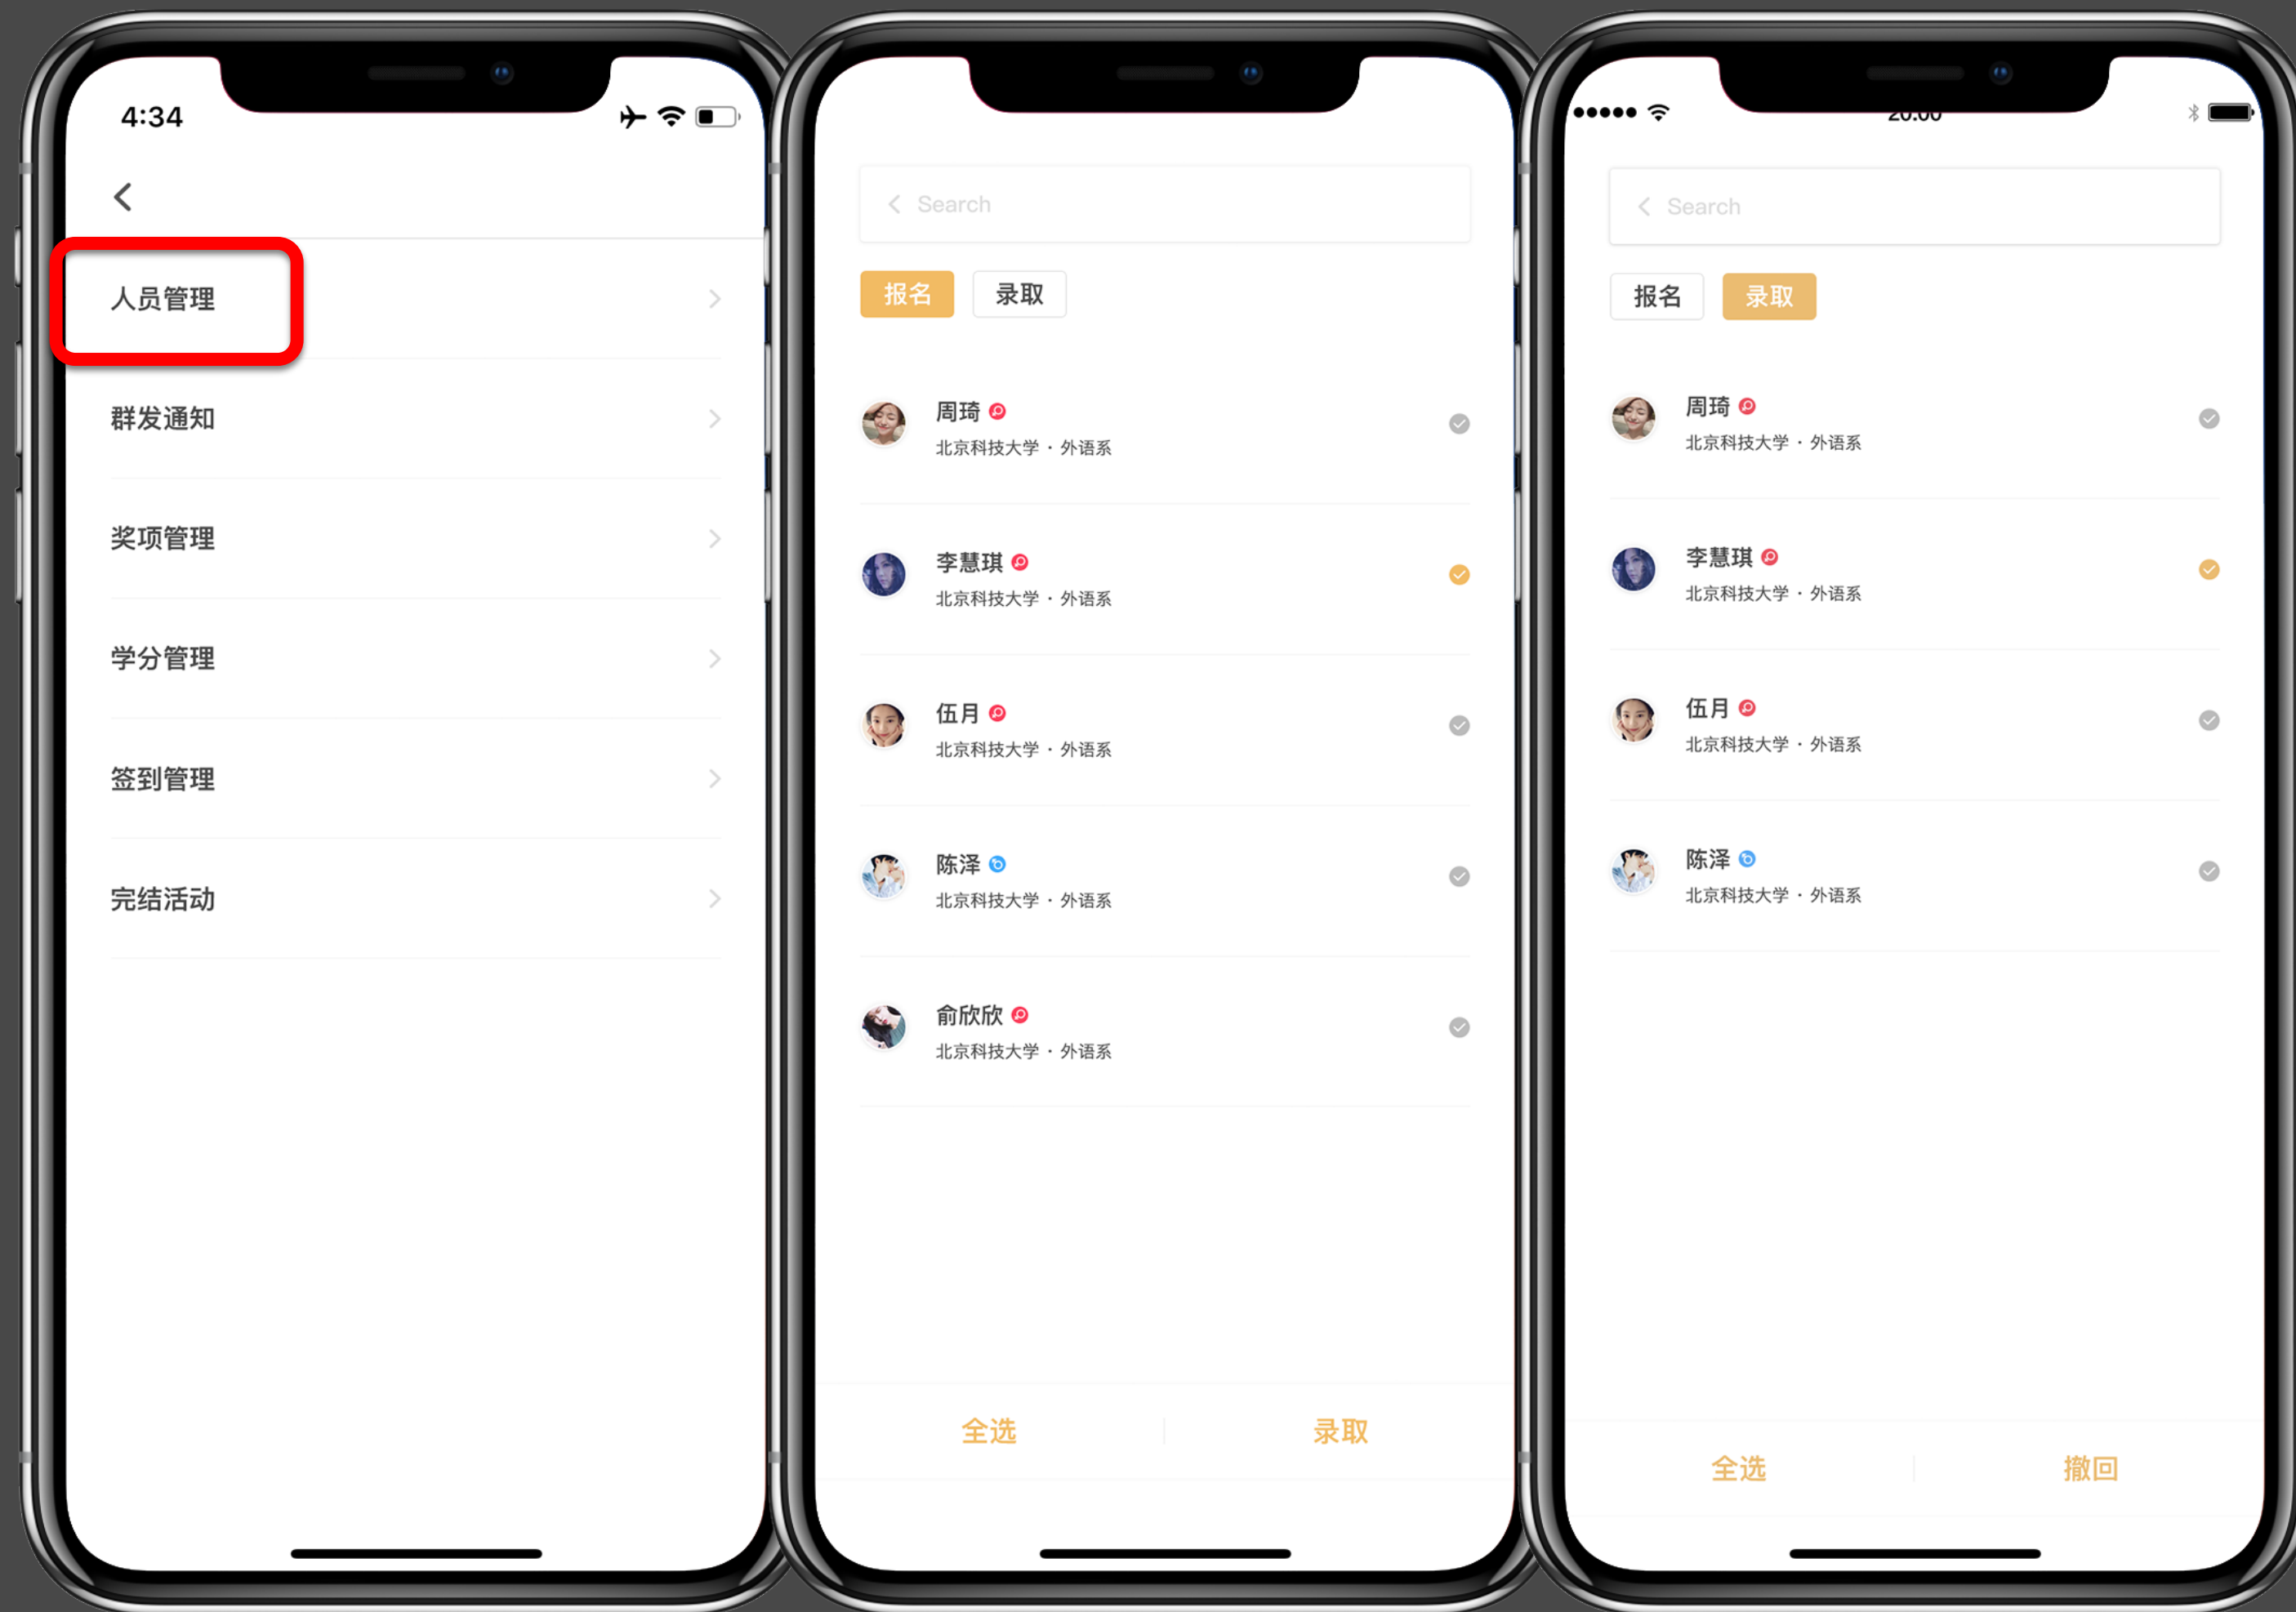 4:34
人员管理
群发通知
奖项管理
学分管理
签到管理
完结活动
Search
报名 录取
周琦
北京科技大学 · 外语系
李慧琪
北京科技大学 · 外语系
伍月
北京科技大学 · 外语系
陈泽
北京科技大学 · 外语系
俞欣欣
北京科技大学 · 外语系
全选 录取
20:00
Search
报名 录取
周琦
北京科技大学 · 外语系
李慧琪
北京科技大学 · 外语系
伍月
北京科技大学 · 外语系
陈泽
北京科技大学 · 外语系
全选 撤回